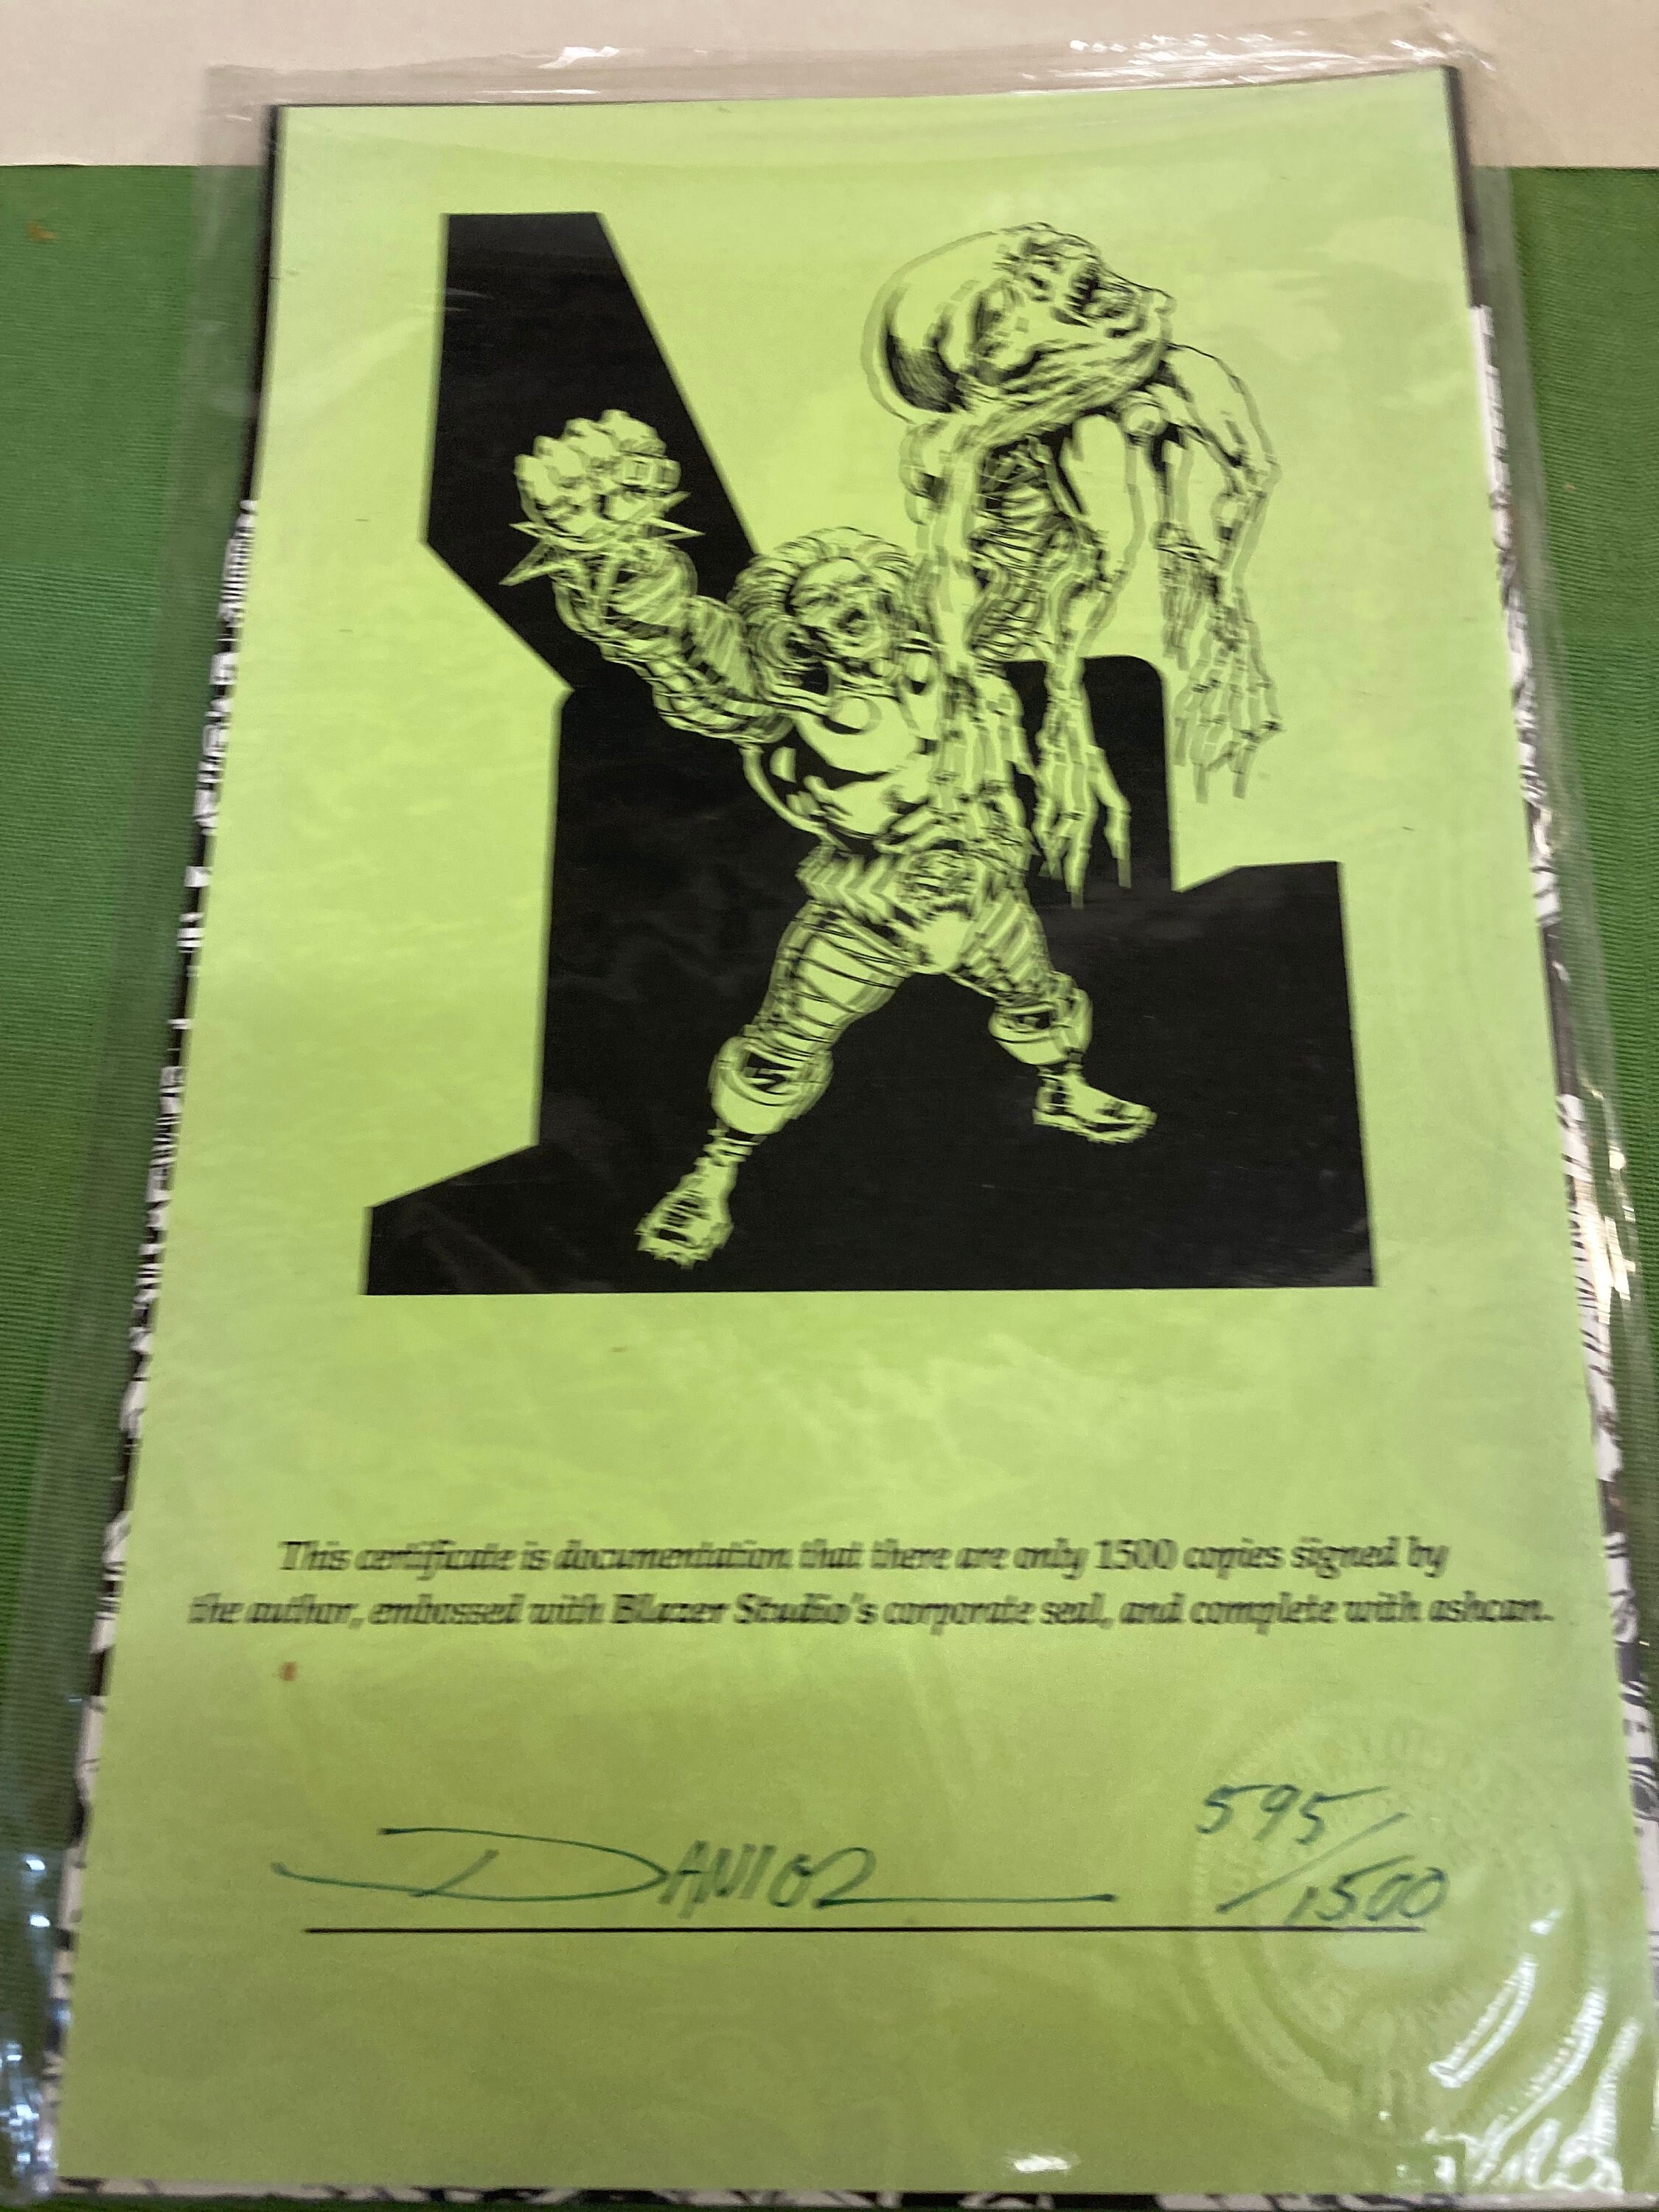 This certificate is documentation that there are only 1500 copies signed by
the author, embossed with Blazer Studio's corporate seal, and complete with ashcan.
595/1500